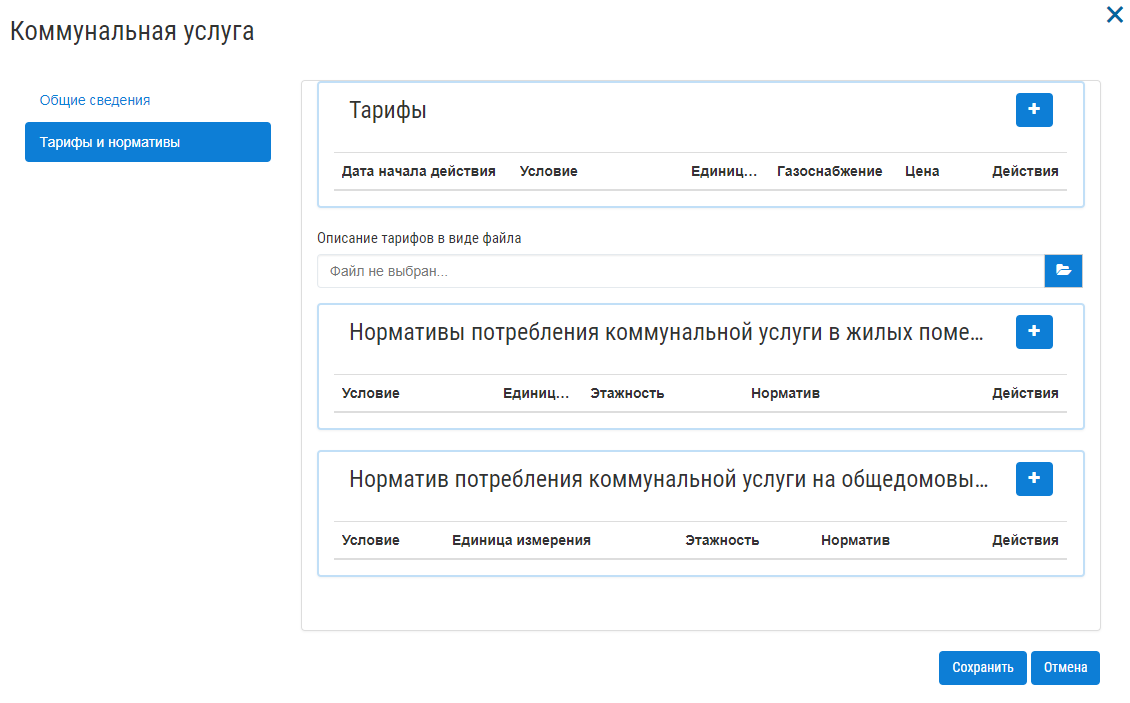 Коммунальная услуга
Общие сведения
Тарифы и нормативы
Тарифы
Дата начала действия Условие Единиц... Газоснабжение Цена Действия
Описание тарифов в виде файла
Файл не выбран...
Нормативы потребления коммунальной услуги в жилых поме...
Условие Единиц... Этажность Норматив Действия
Норматив потребления коммунальной услуги на общедомовы...
Условие Единица измерения Этажность Норматив Действия
Сохранить Отмена